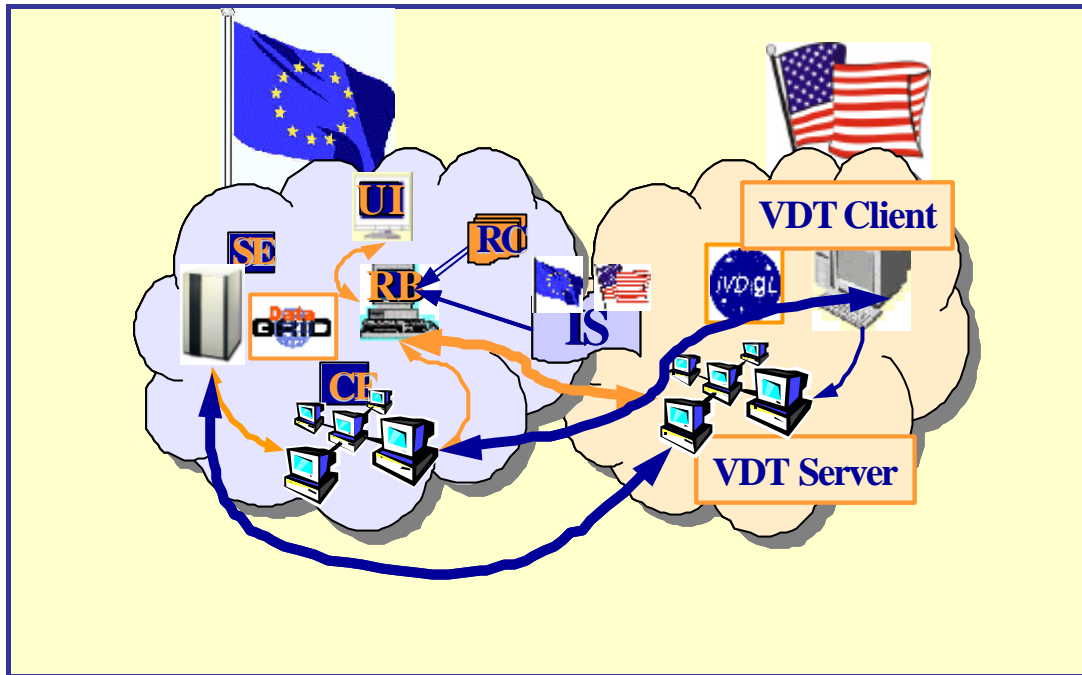 UI
VDT Client
SE
RC
RB
iVDgL
Data
GRID
IS
CE
VDT Server